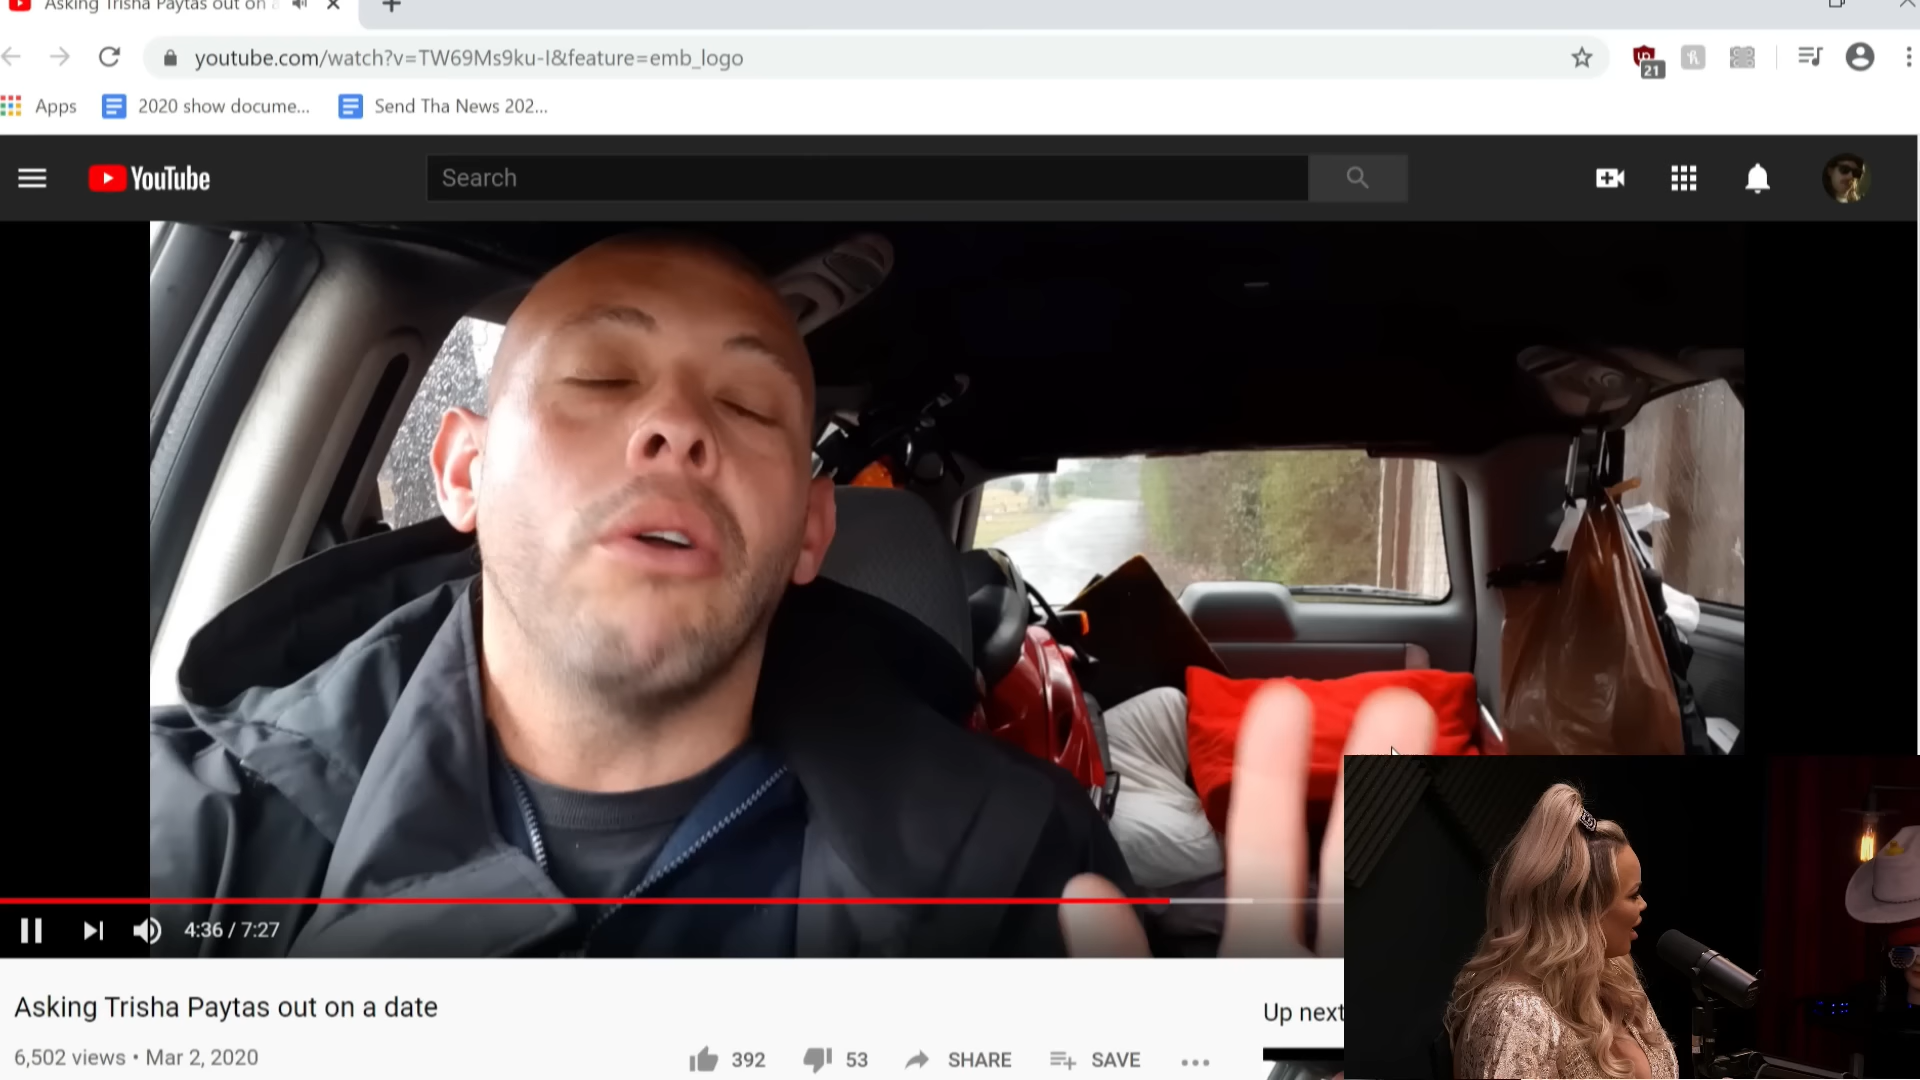 Asking Trisha Paytas out on a
youtube.com/watch?v=TW69Ms9ku-I&feature=emb_logo
21
Apps
2020 show docume...
Send Tha News 202...
YouTube
Search
4:36 / 7:27
Asking Trisha Paytas out on a date
Up next
6,502 views • Mar 2, 2020
392
53
SHARE
SAVE